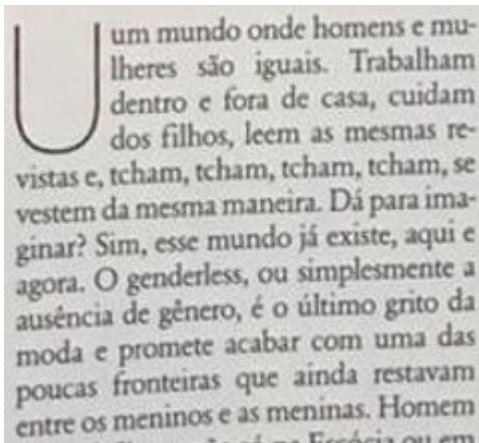 U um mundo onde homens e mu-
lheres são iguais. Trabalham
dentro e fora de casa, cuidam
dos filhos, leem as mesmas re-
vistas e, tcham, tcham, tcham, tcham, se
vestem da mesma maneira. Dá para ima-
ginar? Sim, esse mundo já existe, aqui e
agora. O genderless, ou simplesmente a
ausência de gênero, é o último grito da
moda e promete acabar com uma das
poucas fronteiras que ainda restavam
entre os meninos e as meninas. Homem
Escócia ou em